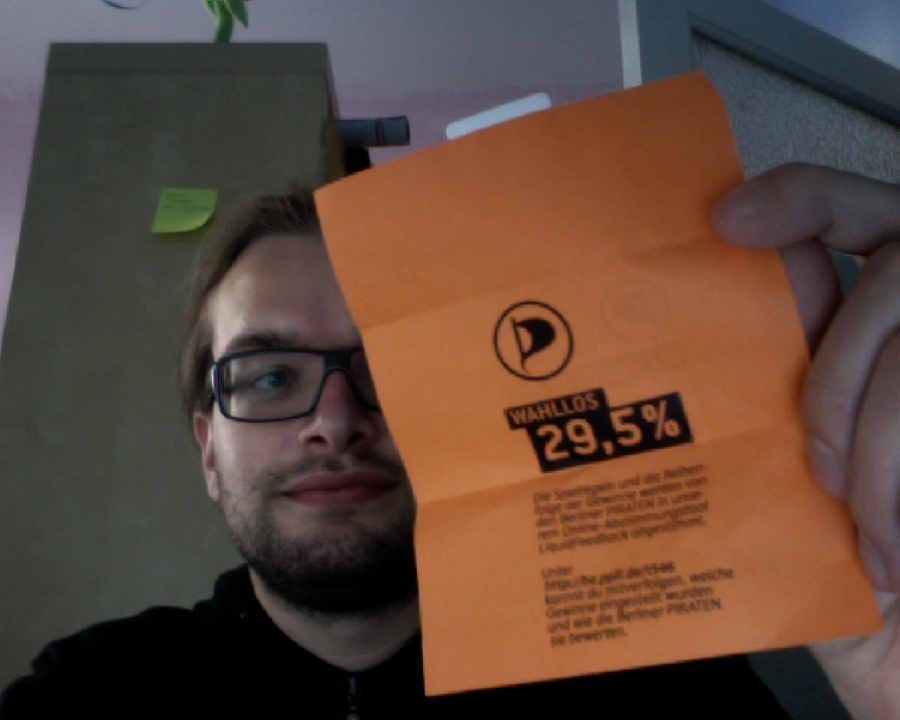 WAHLLOS
29,5%
Die Spielregeln und die Reihen-
folge der Gewinne werden von
den Berliner PIRATEN in unse-
rem Online-Abstimmungstool
LiquidFeedback abgestimmt.
Unter
kannst du mitverfolgen, welche
Gewinne eingestellt wurden
und wie die Berliner PIRATEN
sie bewerten.